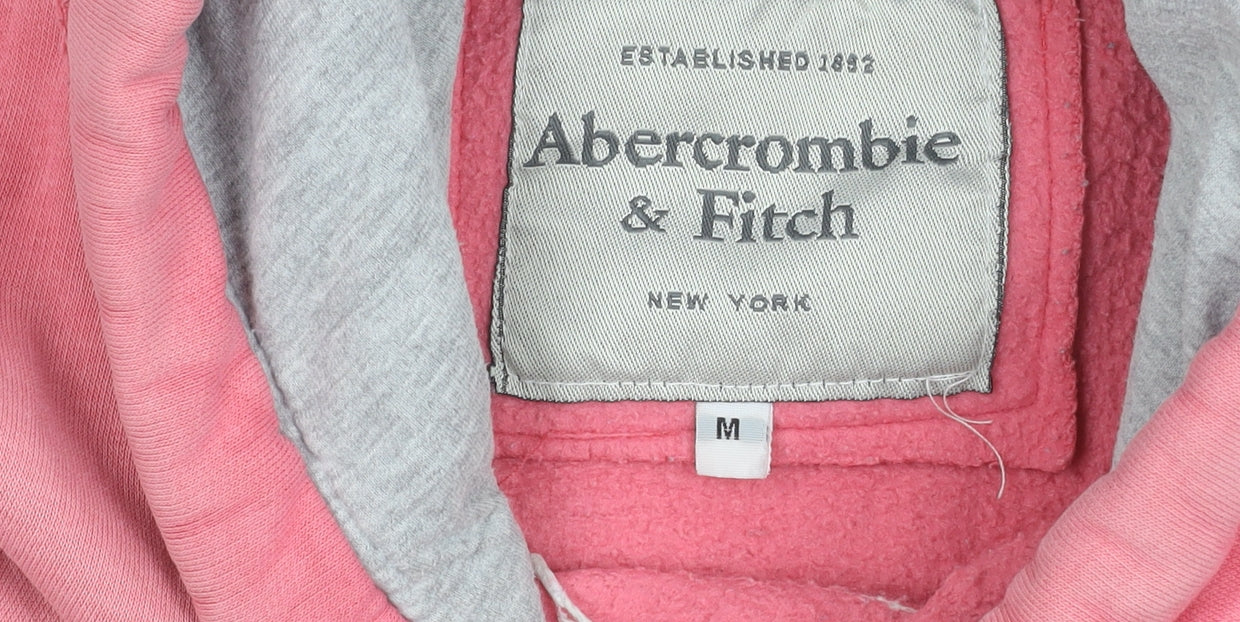 ESTABLISHED 1892
Abercrombie
& Fitch
NEW YORK
M